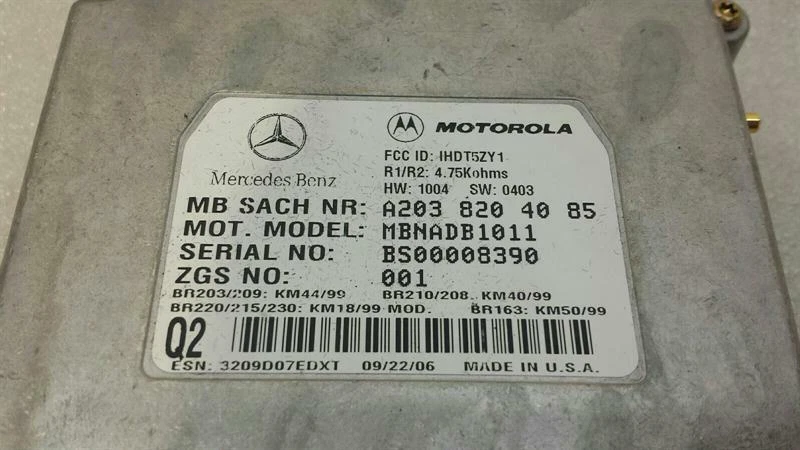 Mercedes Benz
MOTOROLA
FCC ID: IHDT5ZY1
R1/R2: 4.75Kohms
HW: 1004 SW: 0403
MB SACH NR: A203 820 40 85
MOT. MODEL: MBNADB1011
SERIAL NO: BS00008390
ZGS NO: 001
BR203/209: KM44/99 BR210/208: KM40/99
BR220/215/230: KM18/99 MOD. BR163: KM50/99
Q2
ESN: 3209D07EDXT 09/22/06 MADE IN U.S.A.